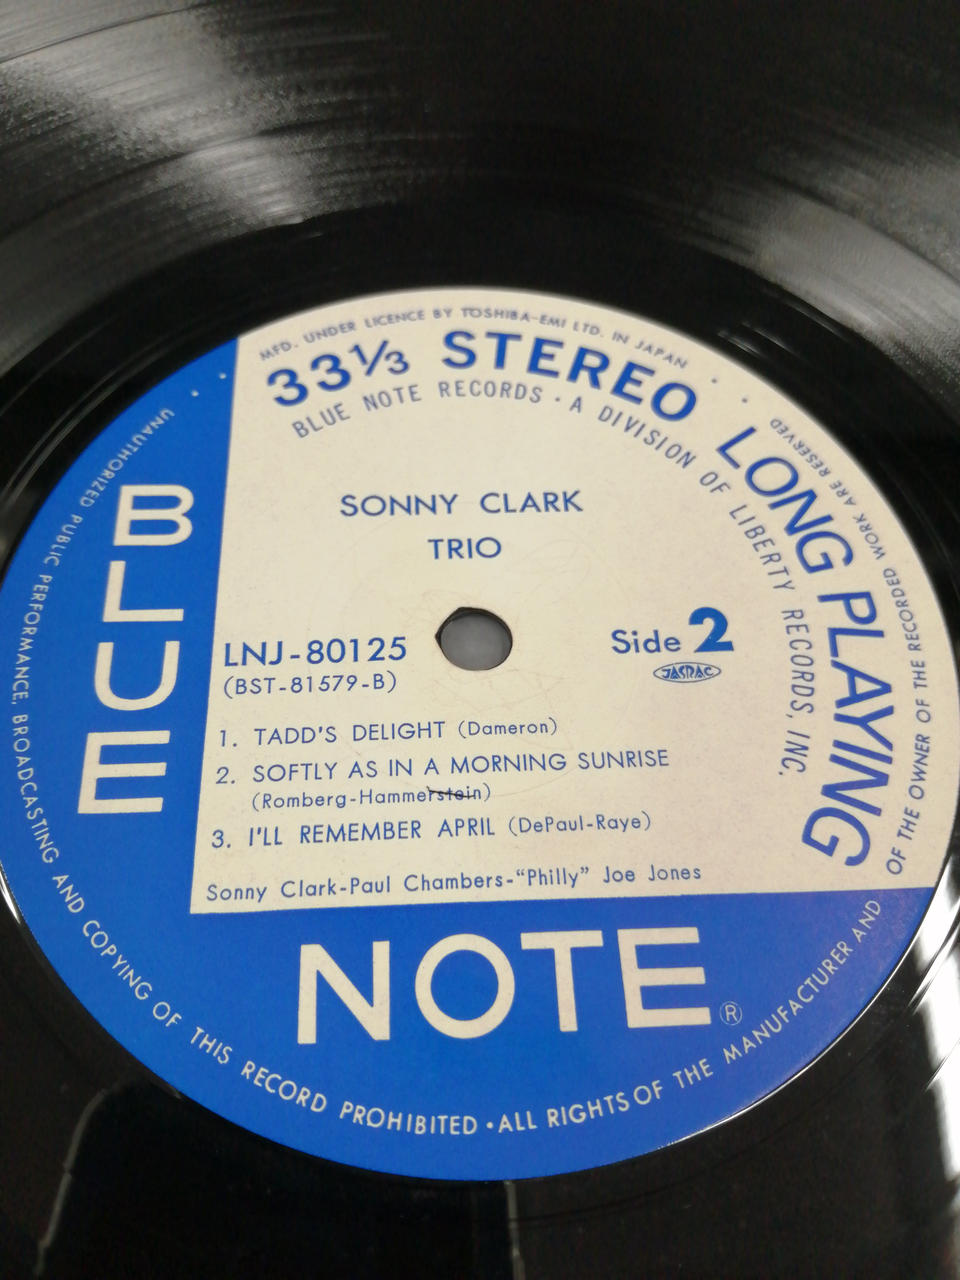 MFD. UNDER LICENCE BY TOSHIBA-EMI LTD. IN JAPAN
33⅓ STEREO LONG PLAYING
BLUE NOTE RECORDS · A DIVISION OF LIBERTY RECORDS, INC.
SONNY CLARK
TRIO
LNJ-80125
(BST-81579-B)
Side 2
JASRAC
1. TADD'S DELIGHT (Dameron)
2. SOFTLY AS IN A MORNING SUNRISE
(Romberg-Hammerstein)
3. I'LL REMEMBER APRIL (DePaul-Raye)
Sonny Clark-Paul Chambers-"Philly" Joe Jones
BLUE
NOTE ®
UNAUTHORIZED PUBLIC PERFORMANCE, BROADCASTING AND COPYING OF THIS RECORD PROHIBITED · ALL RIGHTS OF THE MANUFACTURER AND OF THE OWNER OF THE RECORDED WORK ARE RESERVED